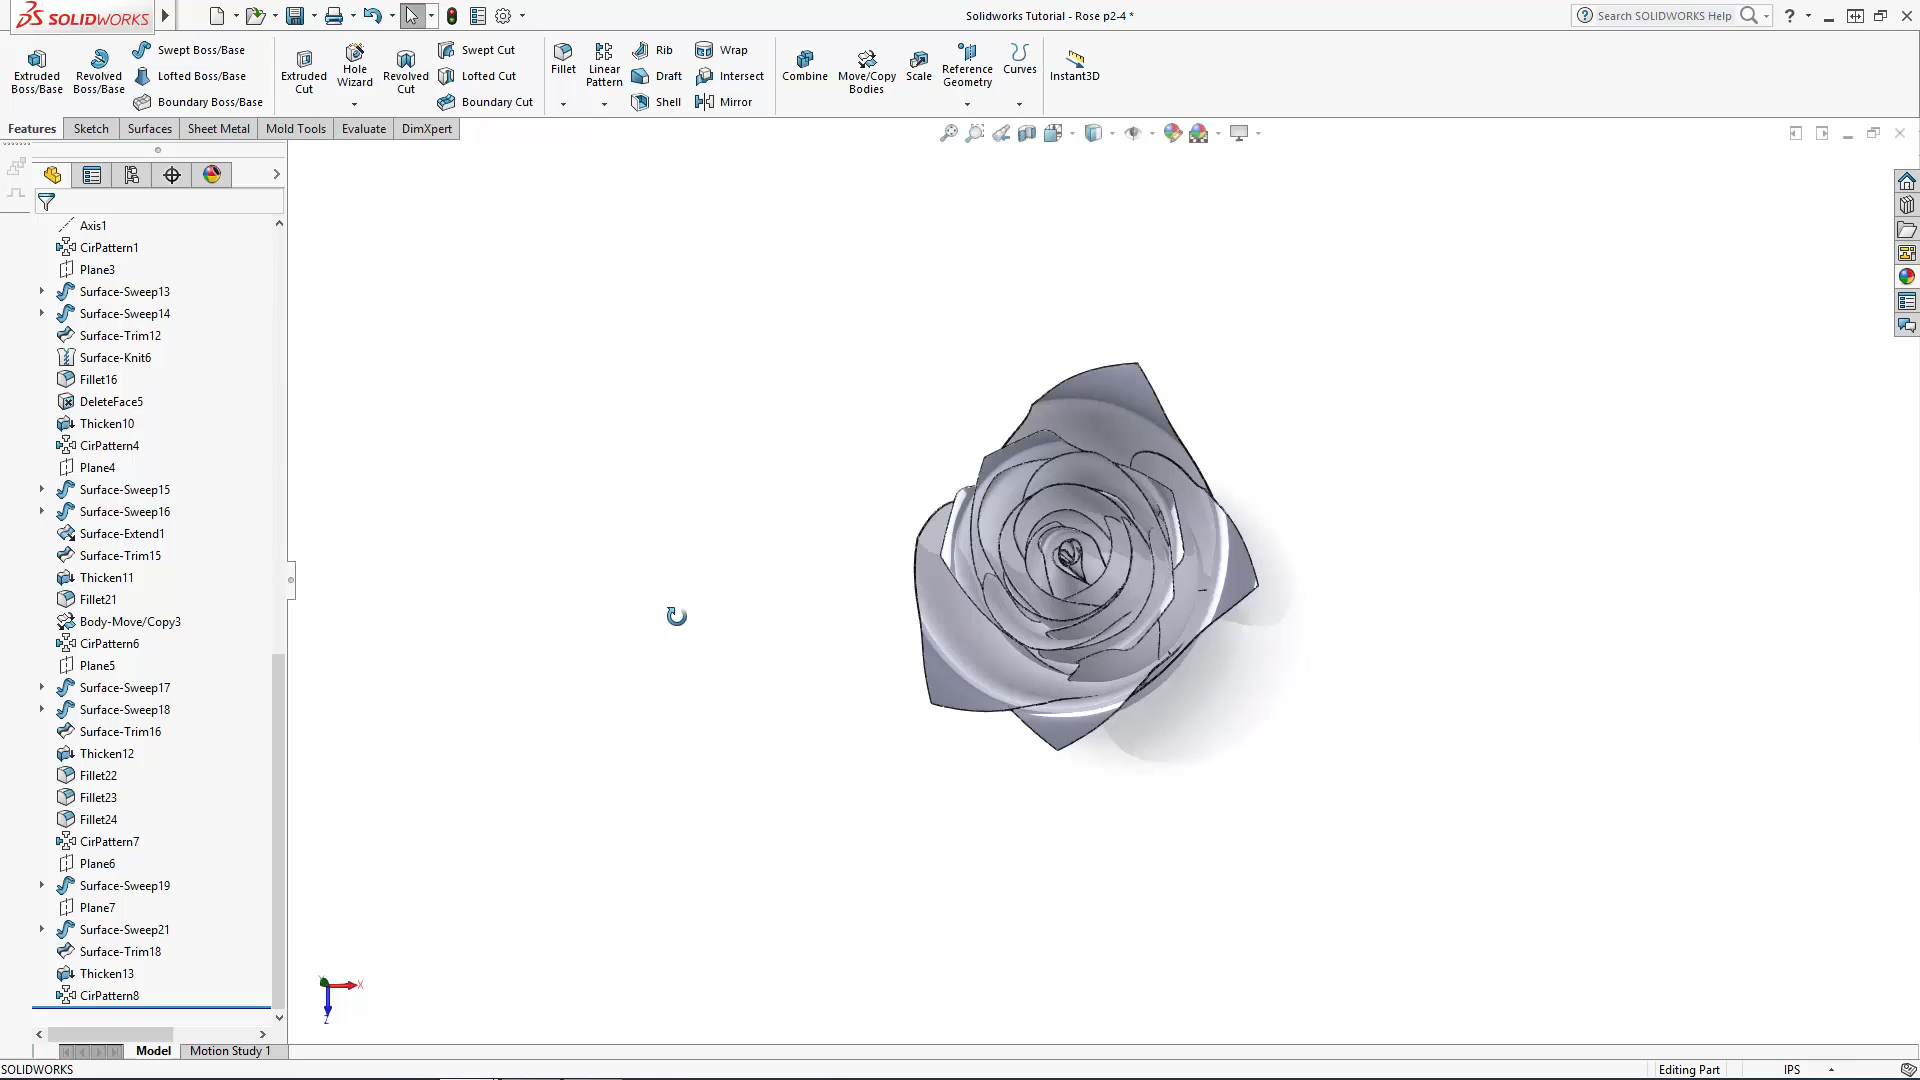 SOLIDWORKS
Solidworks Tutorial - Rose p2-4 *
Search SOLIDWORKS Help
Extruded Boss/Base
Revolved Boss/Base
Swept Boss/Base
Lofted Boss/Base
Boundary Boss/Base
Extruded Cut
Hole Wizard
Revolved Cut
Swept Cut
Lofted Cut
Boundary Cut
Fillet
Linear Pattern
Rib
Draft
Shell
Wrap
Intersect
Mirror
Combine
Move/Copy Bodies
Scale
Reference Geometry
Curves
Instant3D
Features
Sketch
Surfaces
Sheet Metal
Mold Tools
Evaluate
DimXpert
Axis1
CirPattern1
Plane3
Surface-Sweep13
Surface-Sweep14
Surface-Trim12
Surface-Knit6
Fillet16
DeleteFace5
Thicken10
CirPattern4
Plane4
Surface-Sweep15
Surface-Sweep16
Surface-Extend1
Surface-Trim15
Thicken11
Fillet21
Body-Move/Copy3
CirPattern6
Plane5
Surface-Sweep17
Surface-Sweep18
Surface-Trim16
Thicken12
Fillet22
Fillet23
Fillet24
CirPattern7
Plane6
Surface-Sweep19
Plane7
Surface-Sweep21
Surface-Trim18
Thicken13
CirPattern8
X
Z
Model
Motion Study 1
SOLIDWORKS
Editing Part
IPS